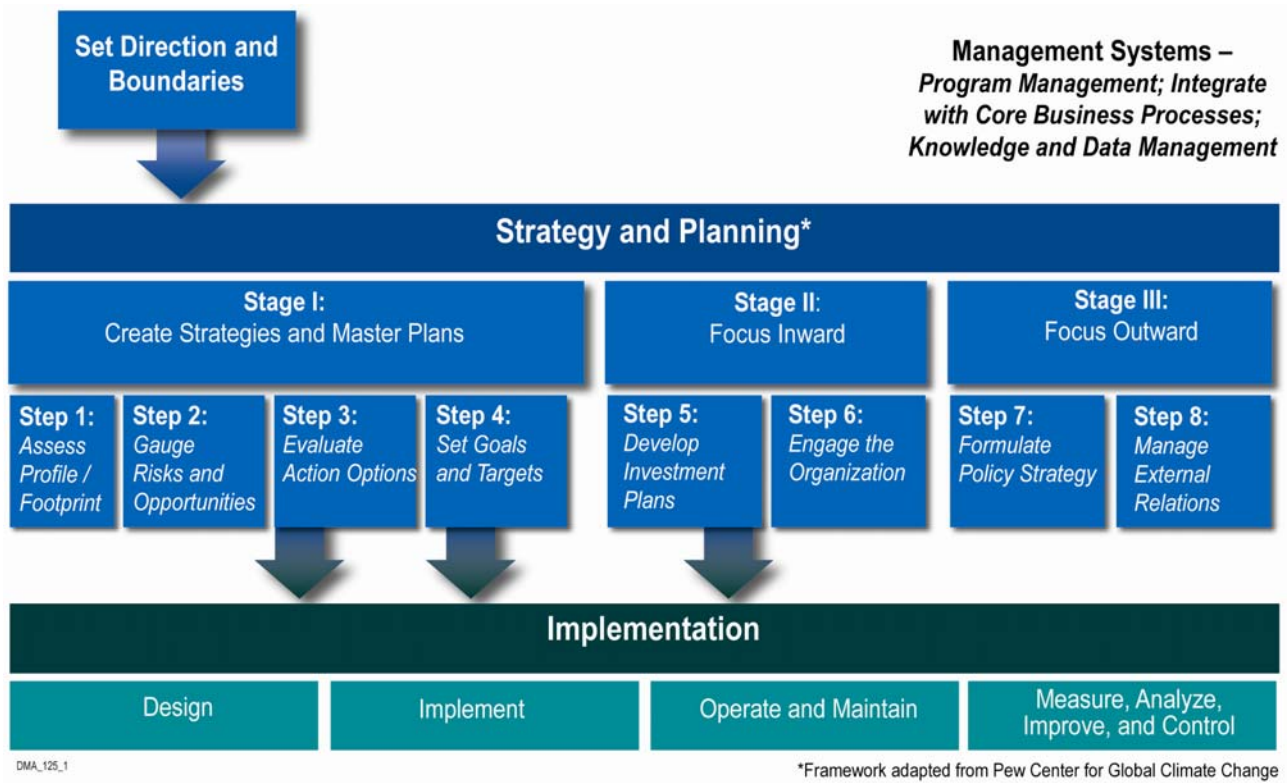 Set Direction and
Boundaries
Management Systems –
Program Management; Integrate
with Core Business Processes;
Knowledge and Data Management
Strategy and Planning*
Stage I:
Create Strategies and Master Plans
Stage II:
Focus Inward
Stage III:
Focus Outward
Step 1:
Assess
Profile /
Footprint
Step 2:
Gauge
Risks and
Opportunities
Step 3:
Evaluate
Action Options
Step 4:
Set Goals
and Targets
Step 5:
Develop
Investment
Plans
Step 6:
Engage the
Organization
Step 7:
Formulate
Policy Strategy
Step 8:
Manage
External
Relations
Implementation
Design
Implement
Operate and Maintain
Measure, Analyze,
Improve, and Control
DMA_125_1
*Framework adapted from Pew Center for Global Climate Change